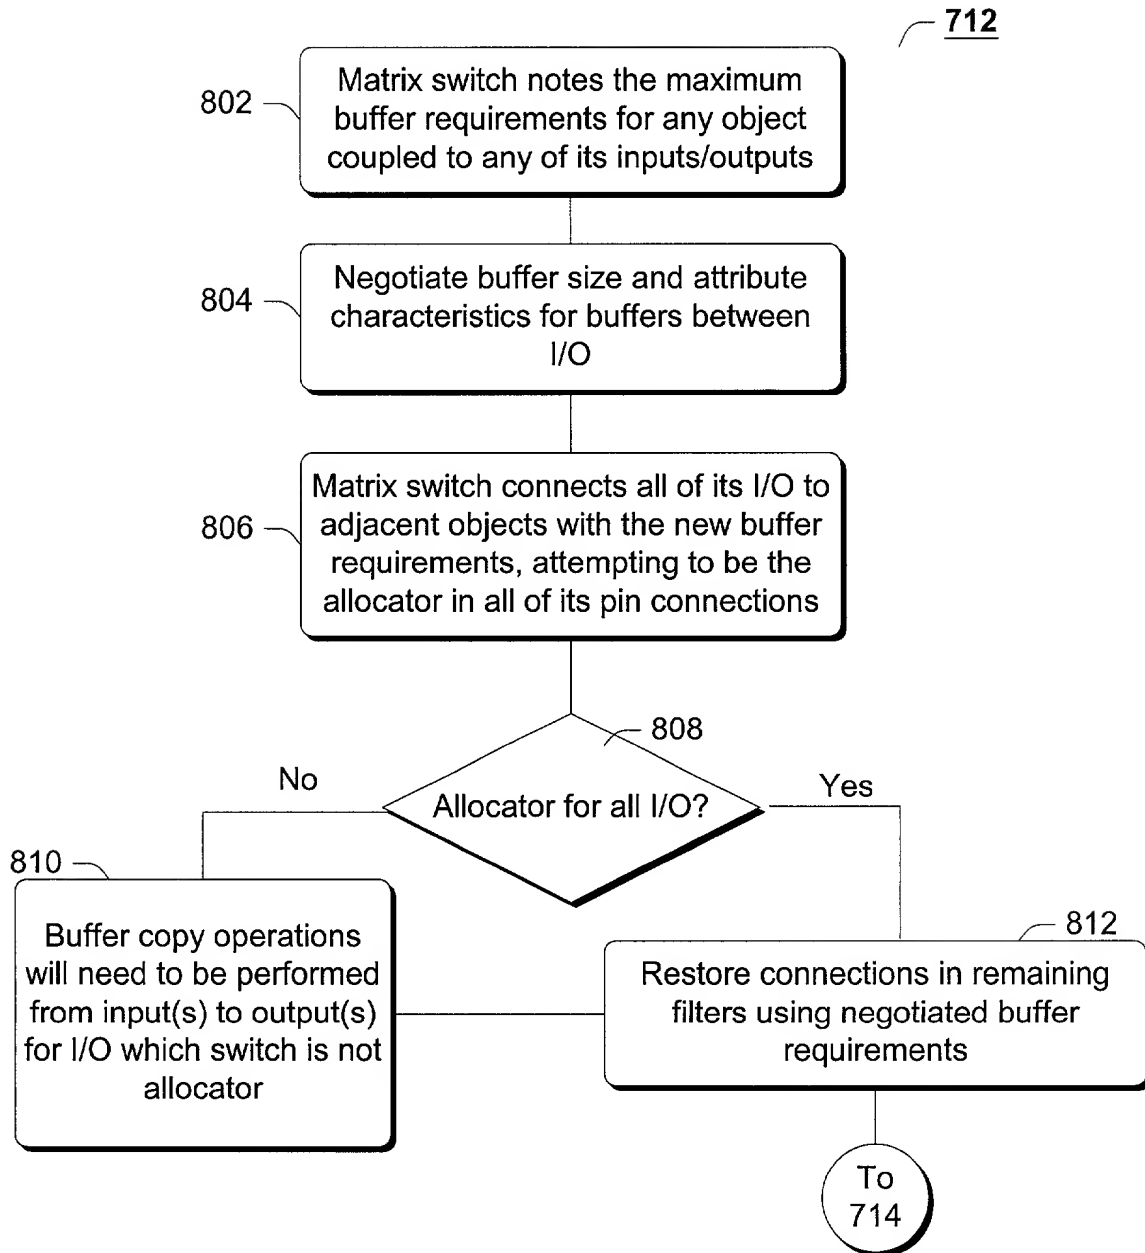 712
802
Matrix switch notes the maximum
buffer requirements for any object
coupled to any of its inputs/outputs
804
Negotiate buffer size and attribute
characteristics for buffers between
I/O
806
Matrix switch connects all of its I/O to
adjacent objects with the new buffer
requirements, attempting to be the
allocator in all of its pin connections
808
No
Allocator for all I/O?
Yes
810
Buffer copy operations
will need to be performed
from input(s) to output(s)
for I/O which switch is not
allocator
812
Restore connections in remaining
filters using negotiated buffer
requirements
To
714